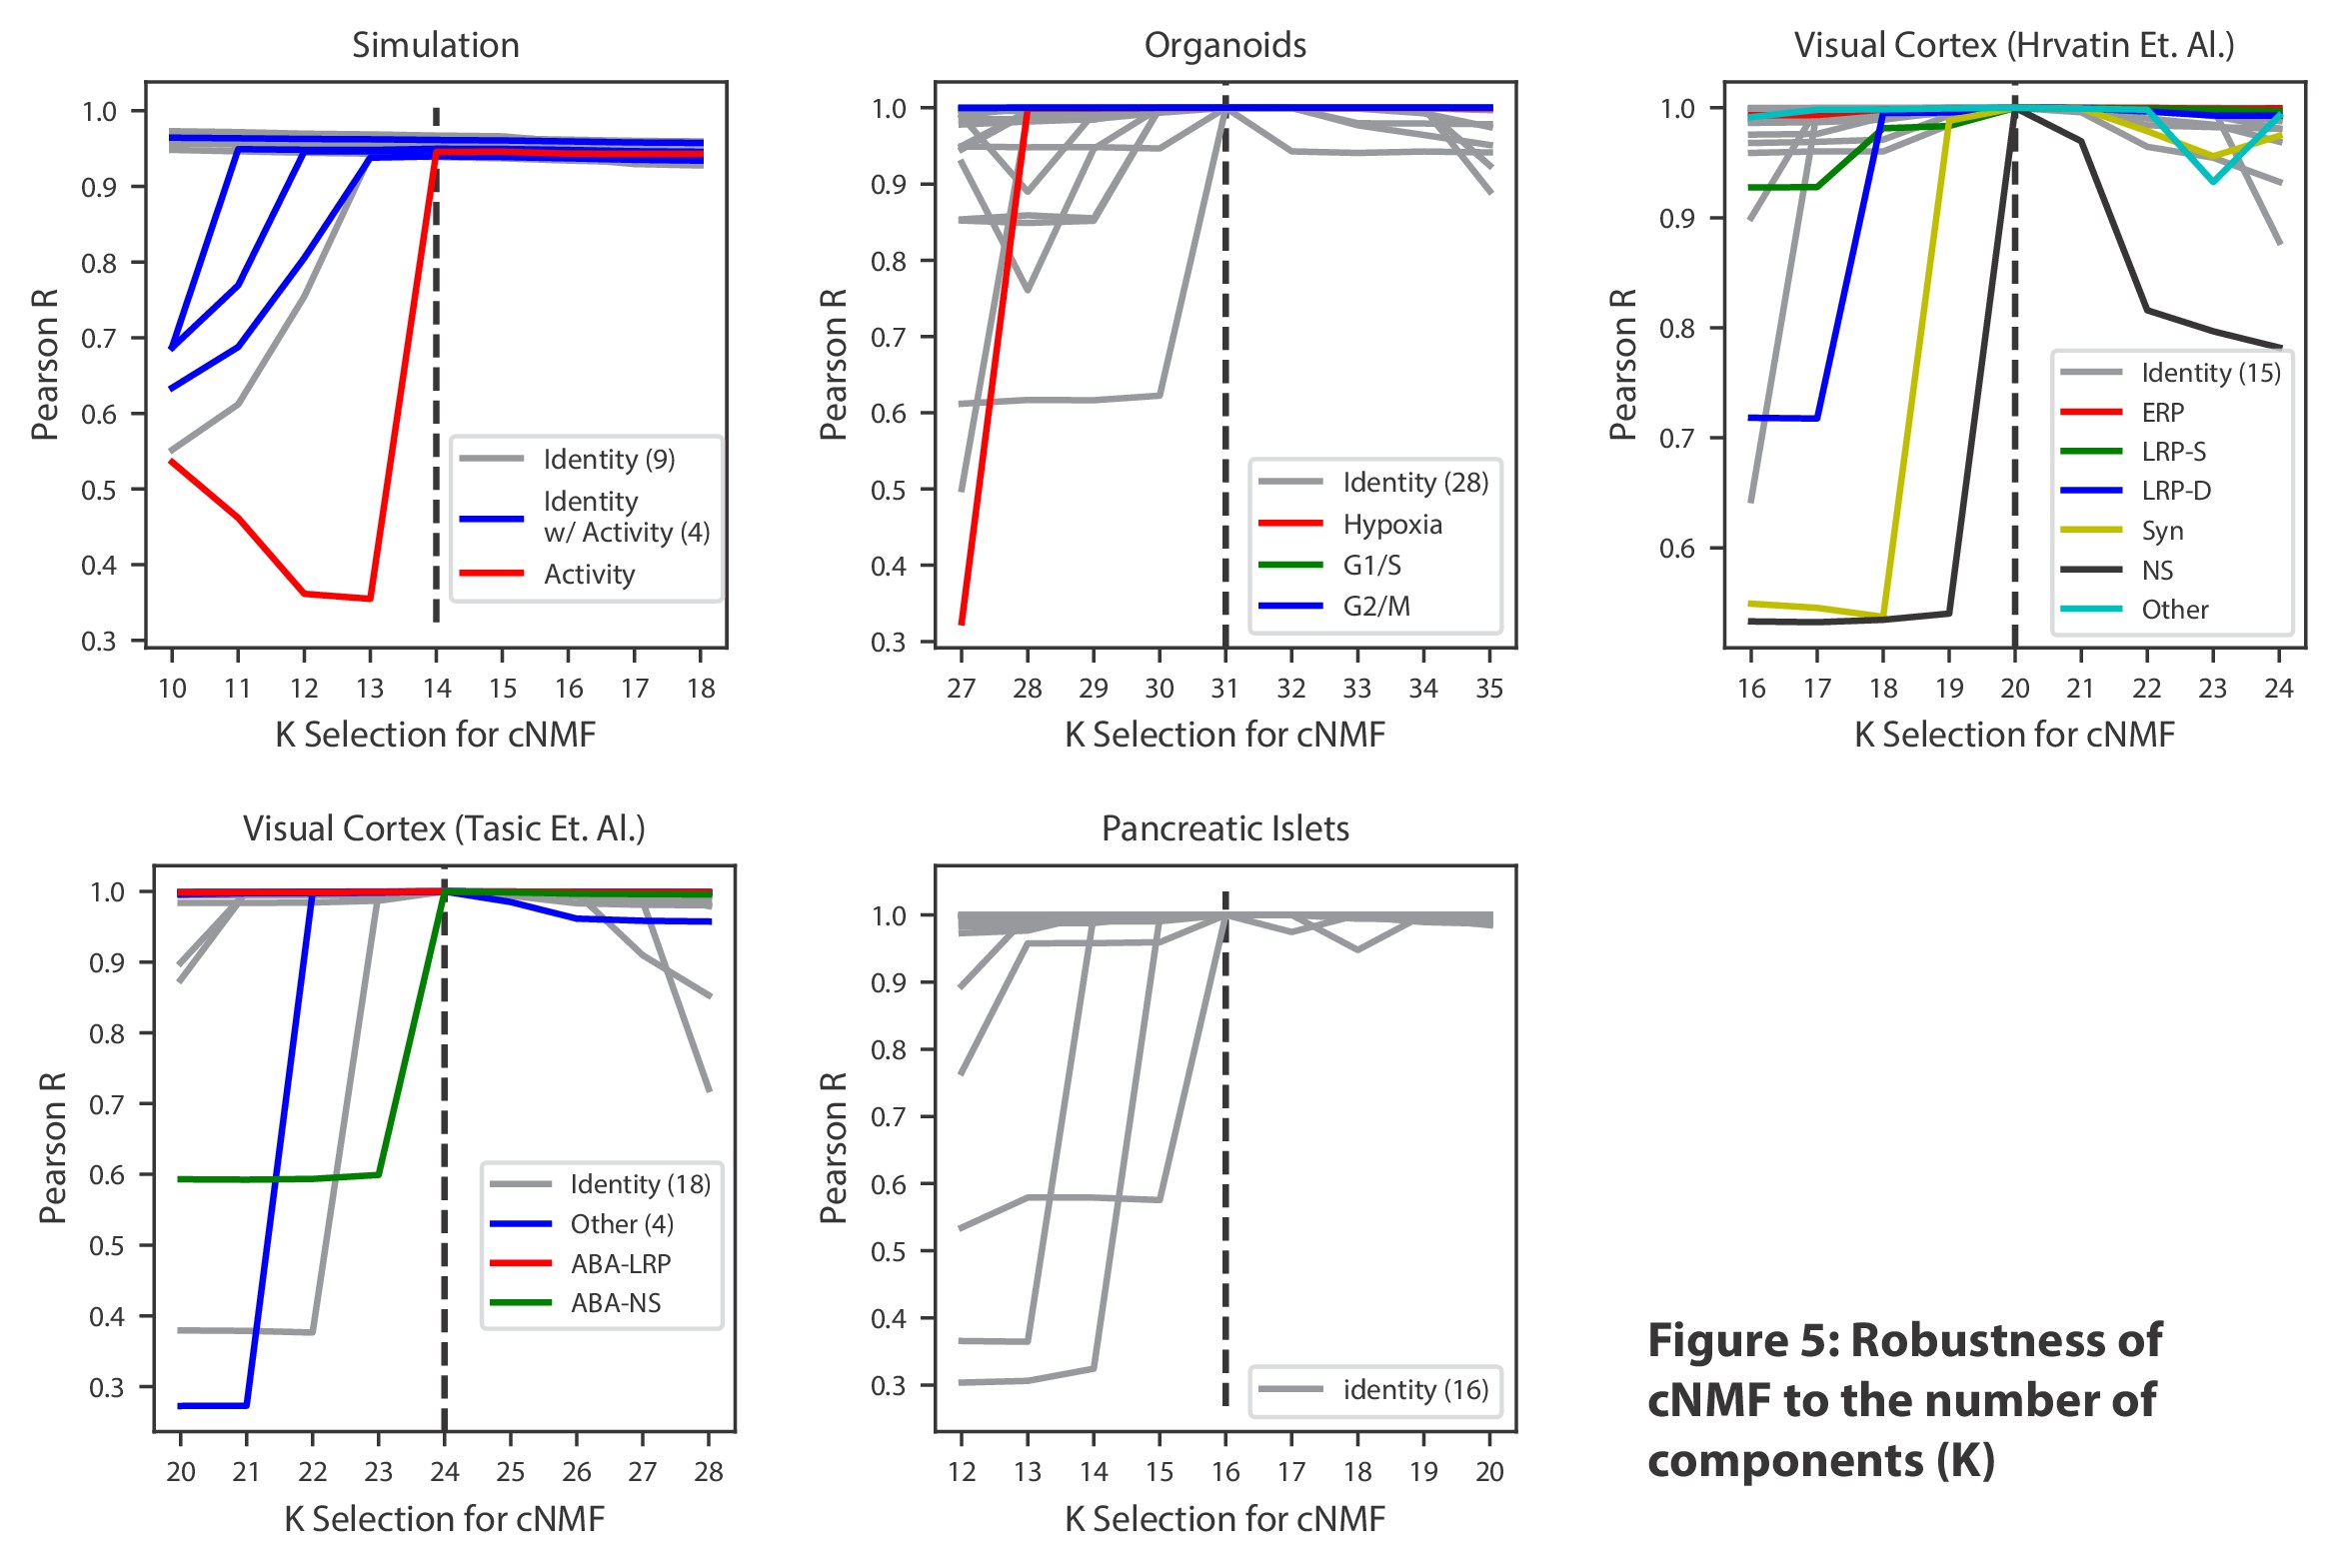 Simulation
Pearson R
1.0
0.9
0.8
0.7
0.6
0.5
0.4
0.3
Identity (9)
Identity
w/ Activity (4)
Activity
10 11 12 13 14 15 16 17 18
K Selection for cNMF
Organoids
Pearson R
1.0
0.9
0.8
0.7
0.6
0.5
0.4
0.3
Identity (28)
Hypoxia
G1/S
G2/M
27 28 29 30 31 32 33 34 35
K Selection for cNMF
Visual Cortex (Hrvatin Et. Al.)
Pearson R
1.0
0.9
0.8
0.7
0.6
Identity (15)
ERP
LRP-S
LRP-D
Syn
NS
Other
16 17 18 19 20 21 22 23 24
K Selection for cNMF
Visual Cortex (Tasic Et. Al.)
Pearson R
1.0
0.9
0.8
0.7
0.6
0.5
0.4
0.3
Identity (18)
Other (4)
ABA-LRP
ABA-NS
20 21 22 23 24 25 26 27 28
K Selection for cNMF
Pancreatic Islets
Pearson R
1.0
0.9
0.8
0.7
0.6
0.5
0.4
0.3
identity (16)
12 13 14 15 16 17 18 19 20
K Selection for cNMF
Figure 5: Robustness of
cNMF to the number of
components (K)